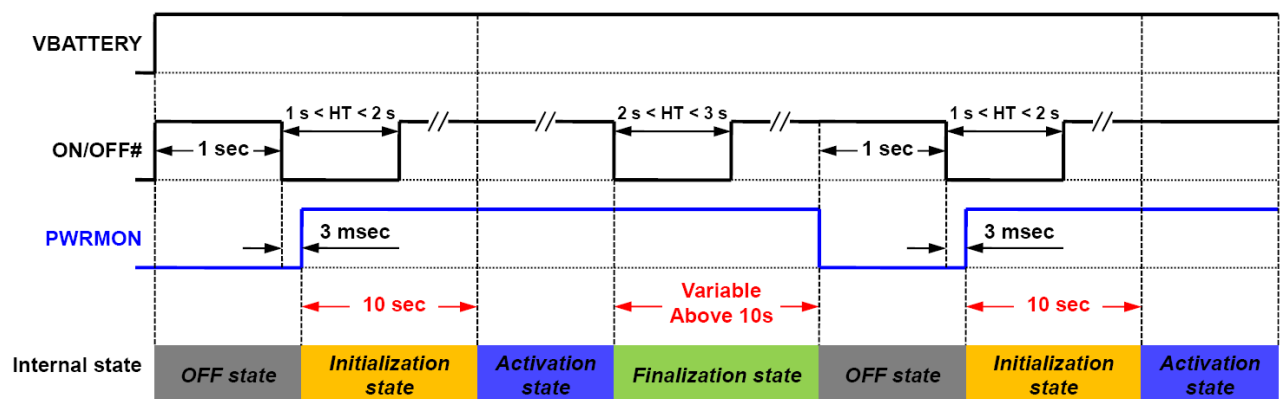 VBATTERY
1 s < HT < 2 s
2 s < HT < 3 s
1 s < HT < 2 s
ON/OFF#
1 sec
1 sec
PWRMON
3 msec
3 msec
10 sec
Variable
Above 10s
10 sec
Internal state
OFF state
Initialization
state
Activation
state
Finalization state
OFF state
Initialization
state
Activation
state